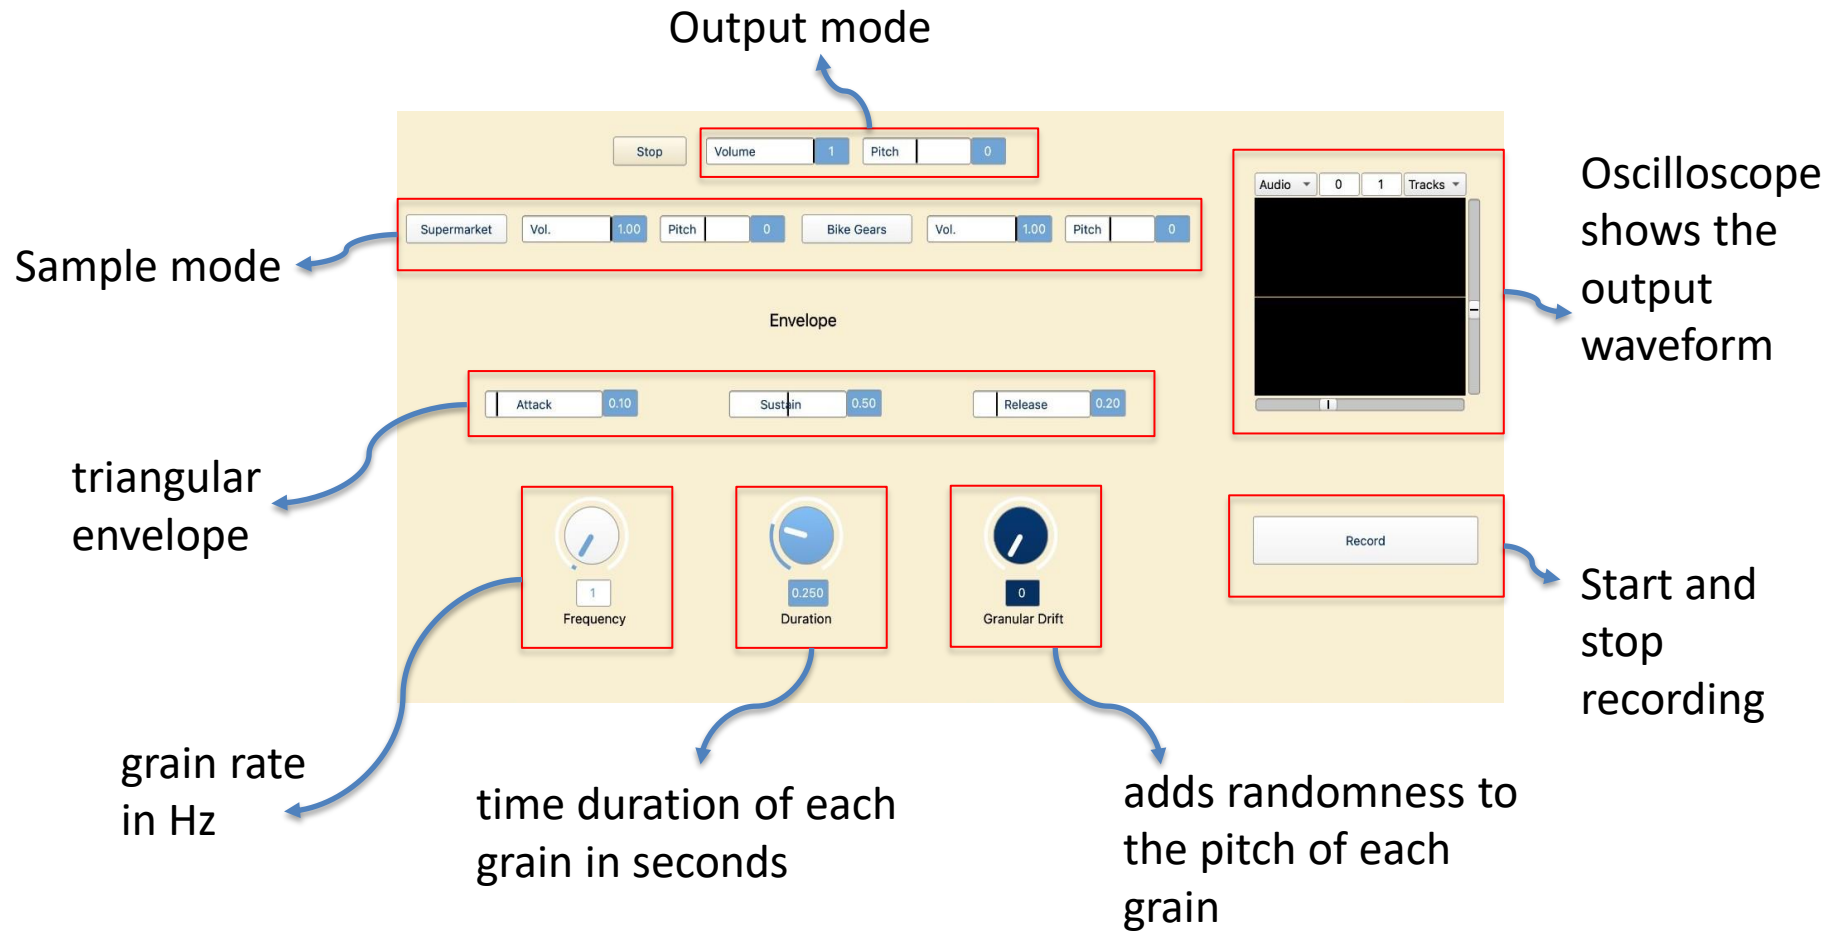 Output mode
Stop
Volume 1 Pitch 0
Audio 0 1 Tracks
Supermarket Vol. 1.00 Pitch 0 Bike Gears Vol. 1.00 Pitch 0
Sample mode
Oscilloscope
shows the
output
waveform
Envelope
Attack 0.10 Sustain 0.50 Release 0.20
triangular
envelope
1
Frequency
0.250
Duration
0
Granular Drift
Record
Start and
stop
recording
grain rate
in Hz
time duration of each
grain in seconds
adds randomness to
the pitch of each
grain